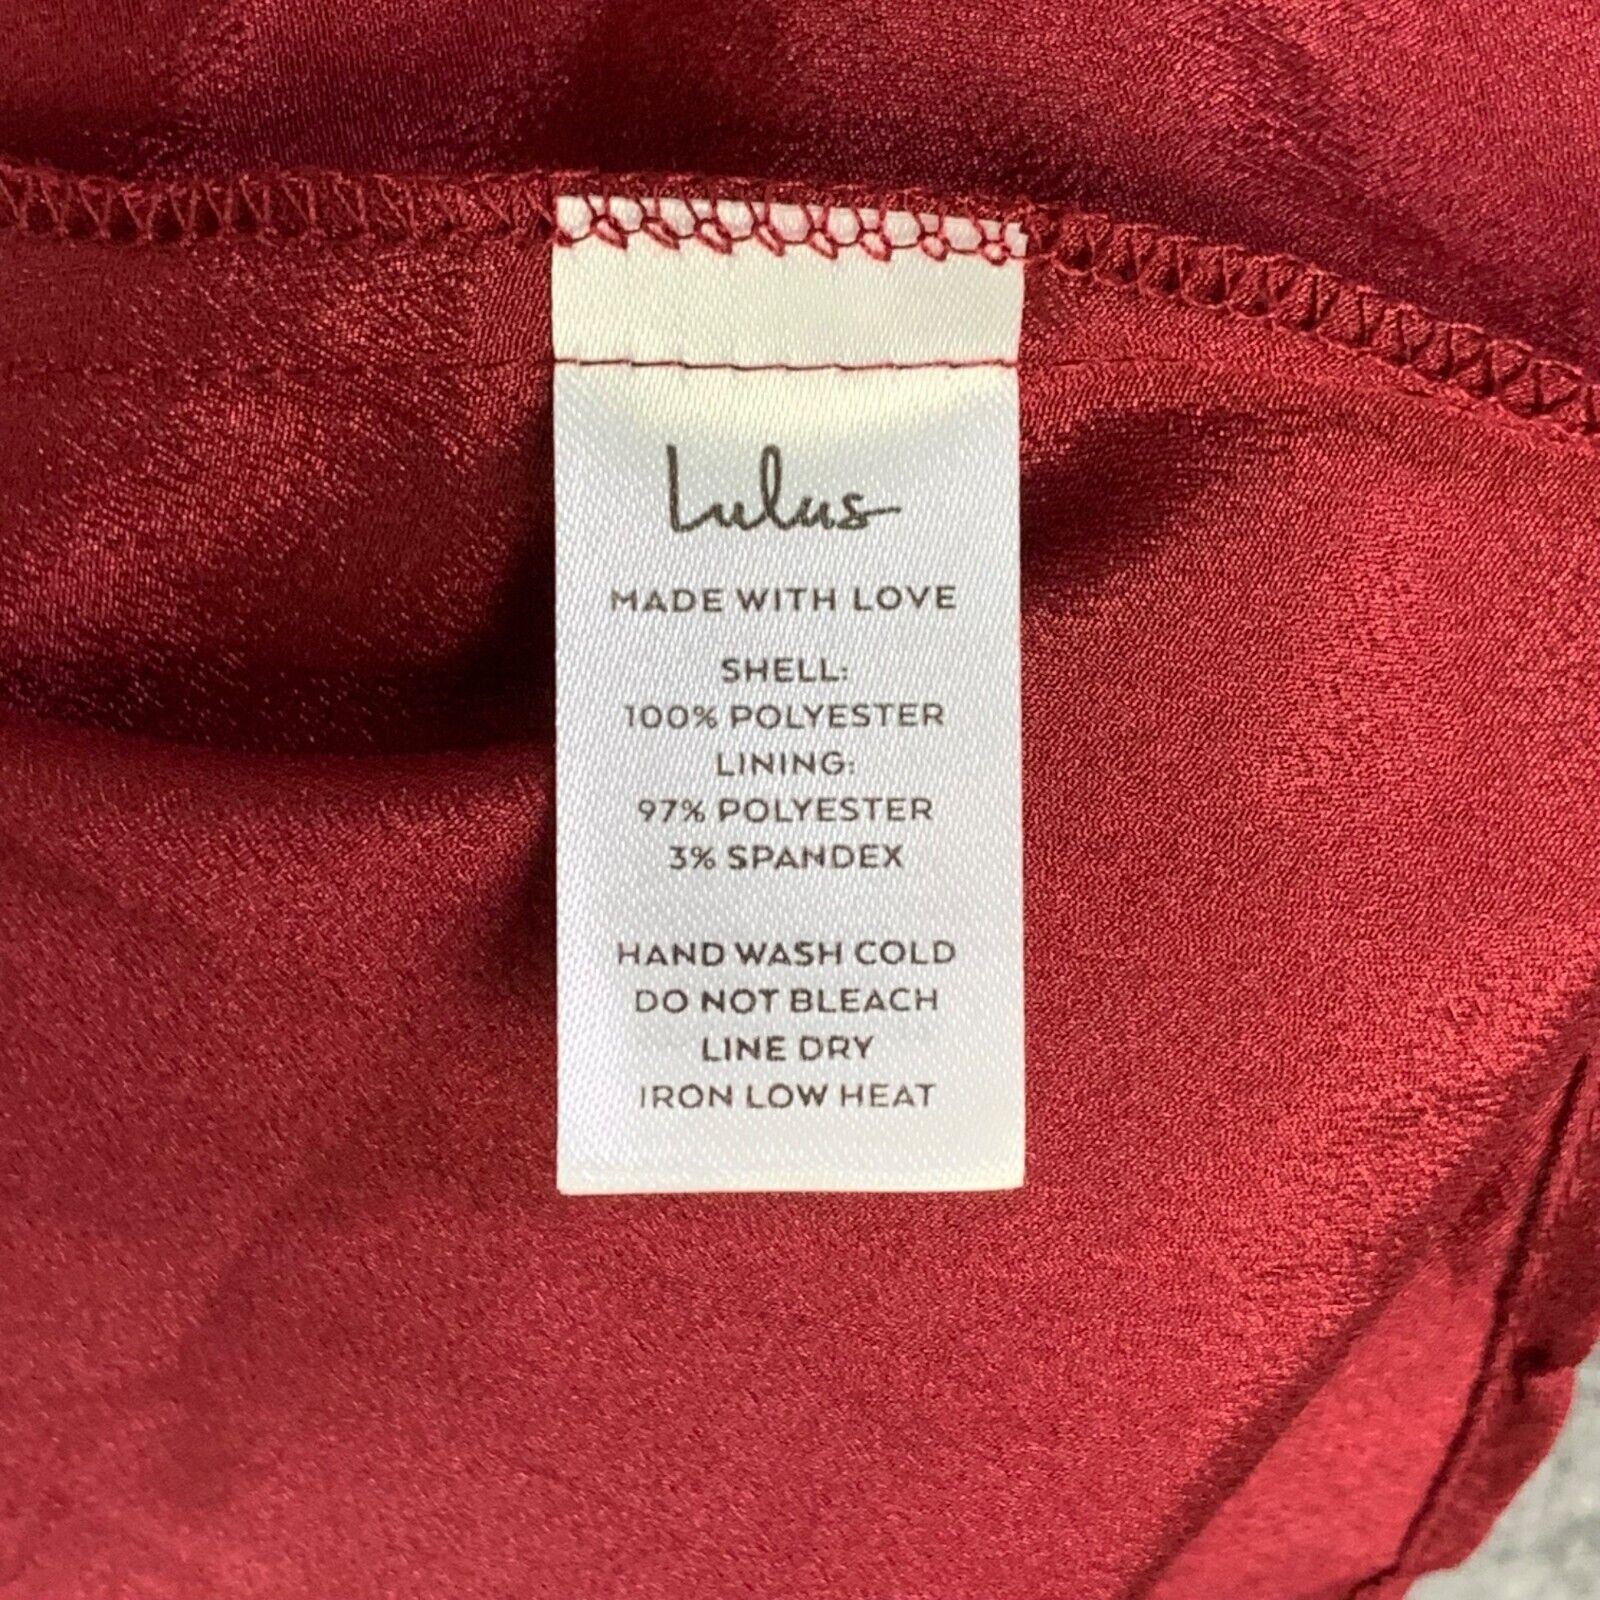 Lulus
MADE WITH LOVE
SHELL:
100% POLYESTER
LINING:
97% POLYESTER
3% SPANDEX
HAND WASH COLD
DO NOT BLEACH
LINE DRY
IRON LOW HEAT